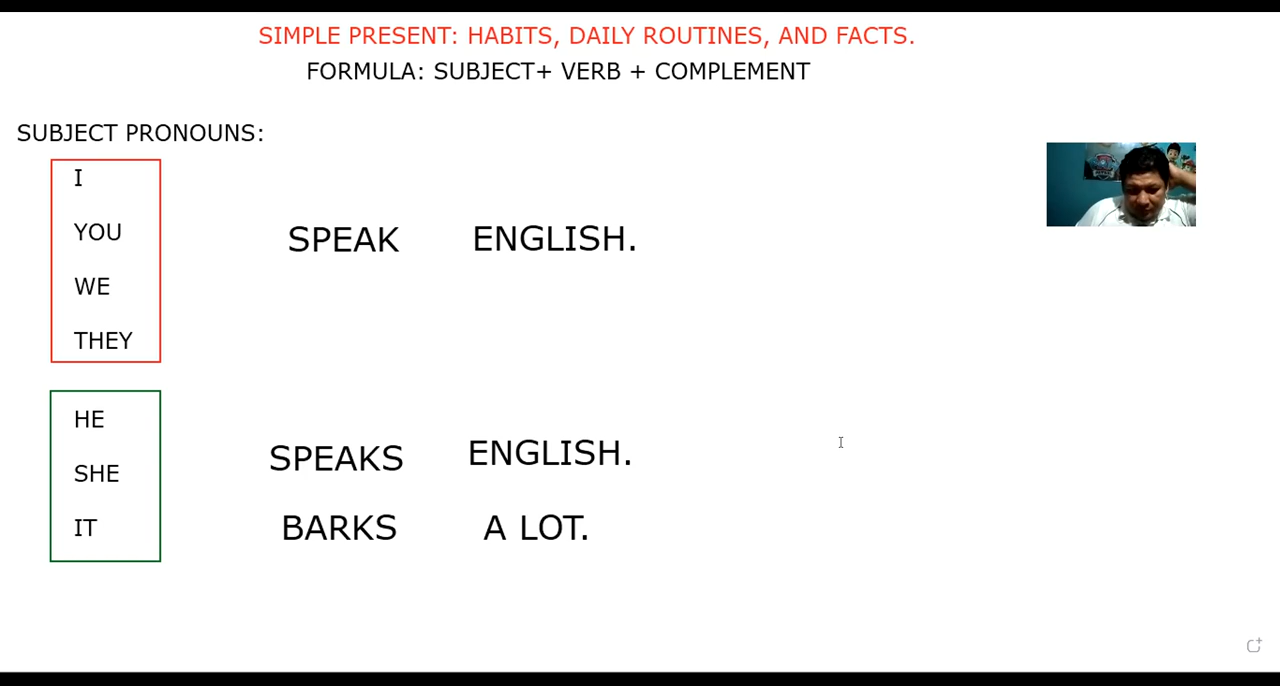 SIMPLE PRESENT: HABITS, DAILY ROUTINES, AND FACTS.
FORMULA: SUBJECT+ VERB + COMPLEMENT
SUBJECT PRONOUNS:
I
YOU
SPEAK ENGLISH.
WE
THEY
HE
SPEAKS ENGLISH.
SHE
IT BARKS A LOT.